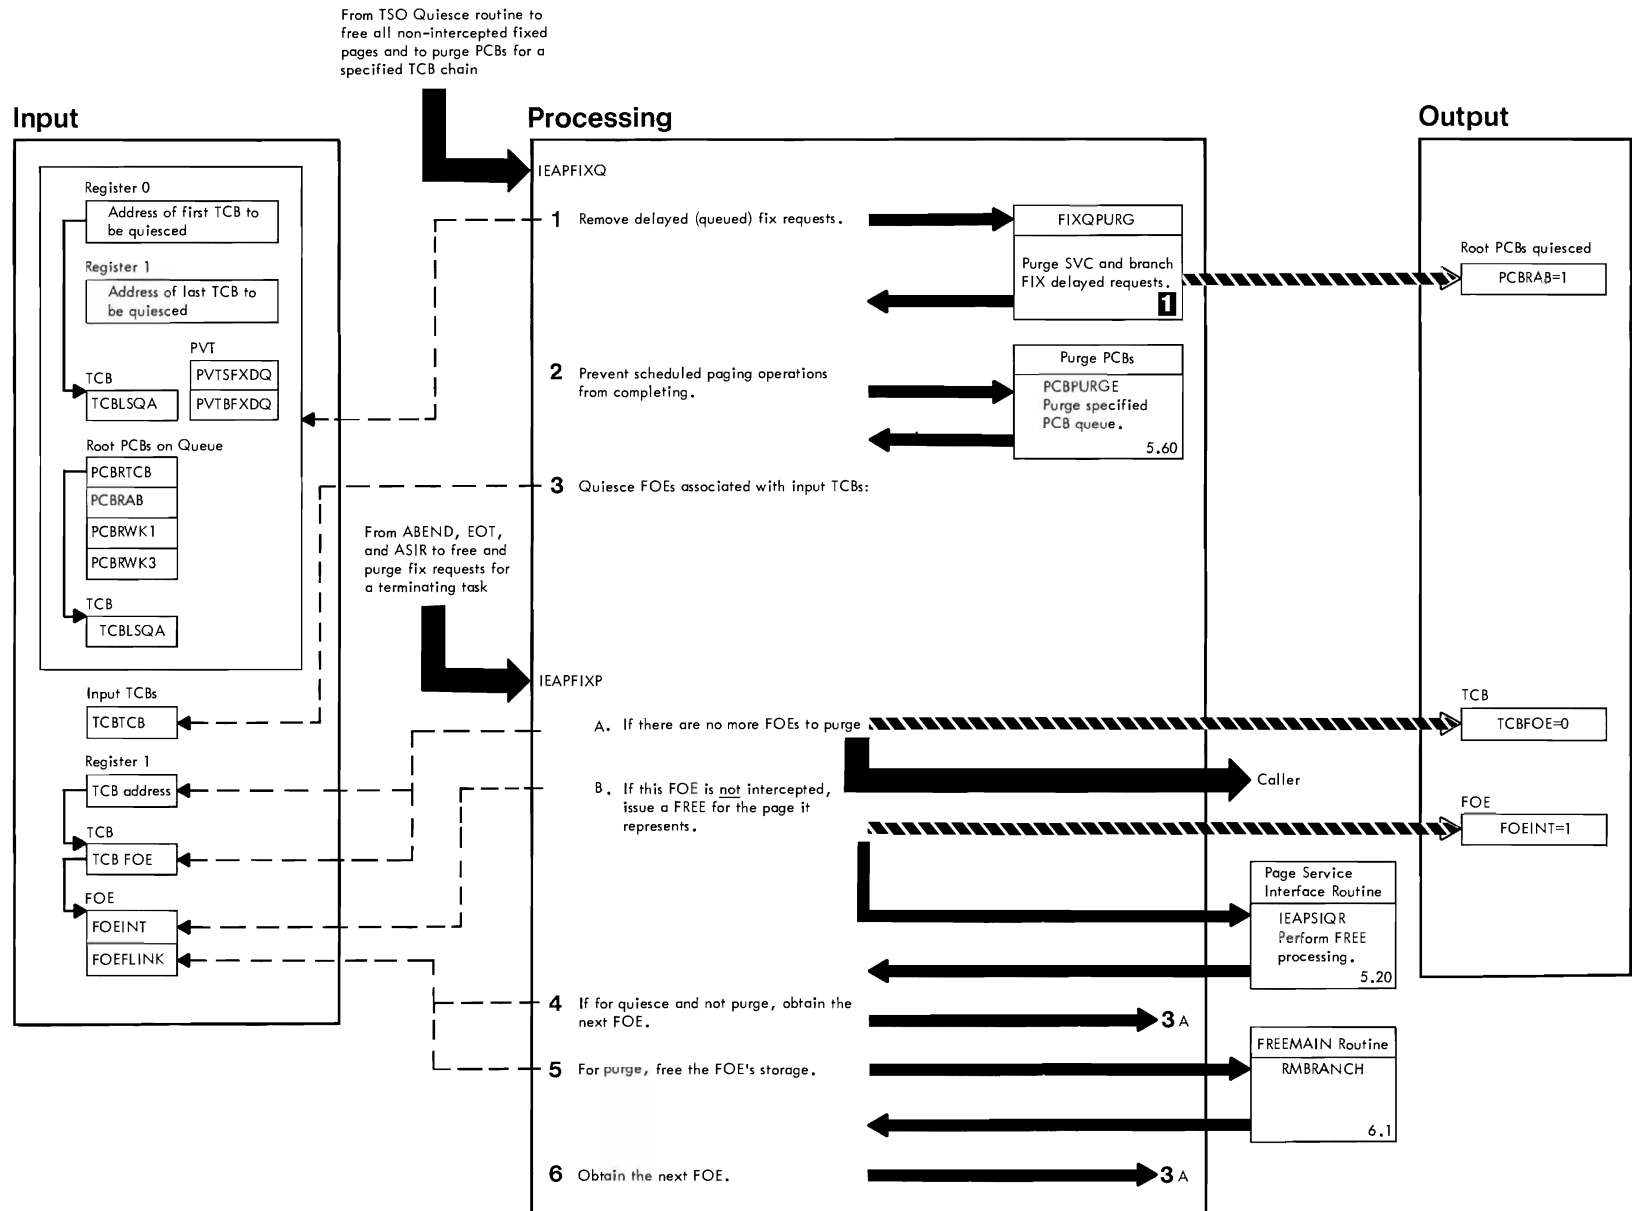 From TSO Quiesce routine to
free all non-intercepted fixed
pages and to purge PCBs for a
specified TCB chain
Input
Processing
Output
Register 0
Address of first TCB to
be quiesced
Register 1
Address of last TCB to
be quiesced
PVT
PVTSFXDQ
PVTBFXDQ
TCB
TCBLSQA
Root PCBs on Queue
PCBRTCB
PCBRAB
PCBRWK1
PCBRWK3
TCB
TCBLSQA
Input TCBs
TCBTCB
Register 1
TCB address
TCB
TCB FOE
FOE
FOEINT
FOEFLINK
IEAPFIXQ
1 Remove delayed (queued) fix requests.
FIXQPURG
Purge SVC and branch
FIX delayed requests.
1
2 Prevent scheduled paging operations
from completing.
Purge PCBs
PCBPURGE
Purge specified
PCB queue.
5.60
3 Quiesce FOEs associated with input TCBs:
From ABEND, EOT,
and ASIR to free and
purge fix requests for
a terminating task
IEAPFIXP
A. If there are no more FOEs to purge
Caller
B. If this FOE is not intercepted,
issue a FREE for the page it
represents.
Page Service
Interface Routine
IEAPSIQR
Perform FREE
processing.
5.20
4 If for quiesce and not purge, obtain the
next FOE.
3 A
5 For purge, free the FOE's storage.
FREEMAIN Routine
RMBRANCH
6.1
6 Obtain the next FOE.
3 A
Root PCBs quiesced
PCBRAB=1
TCB
TCBFOE=0
FOE
FOEINT=1